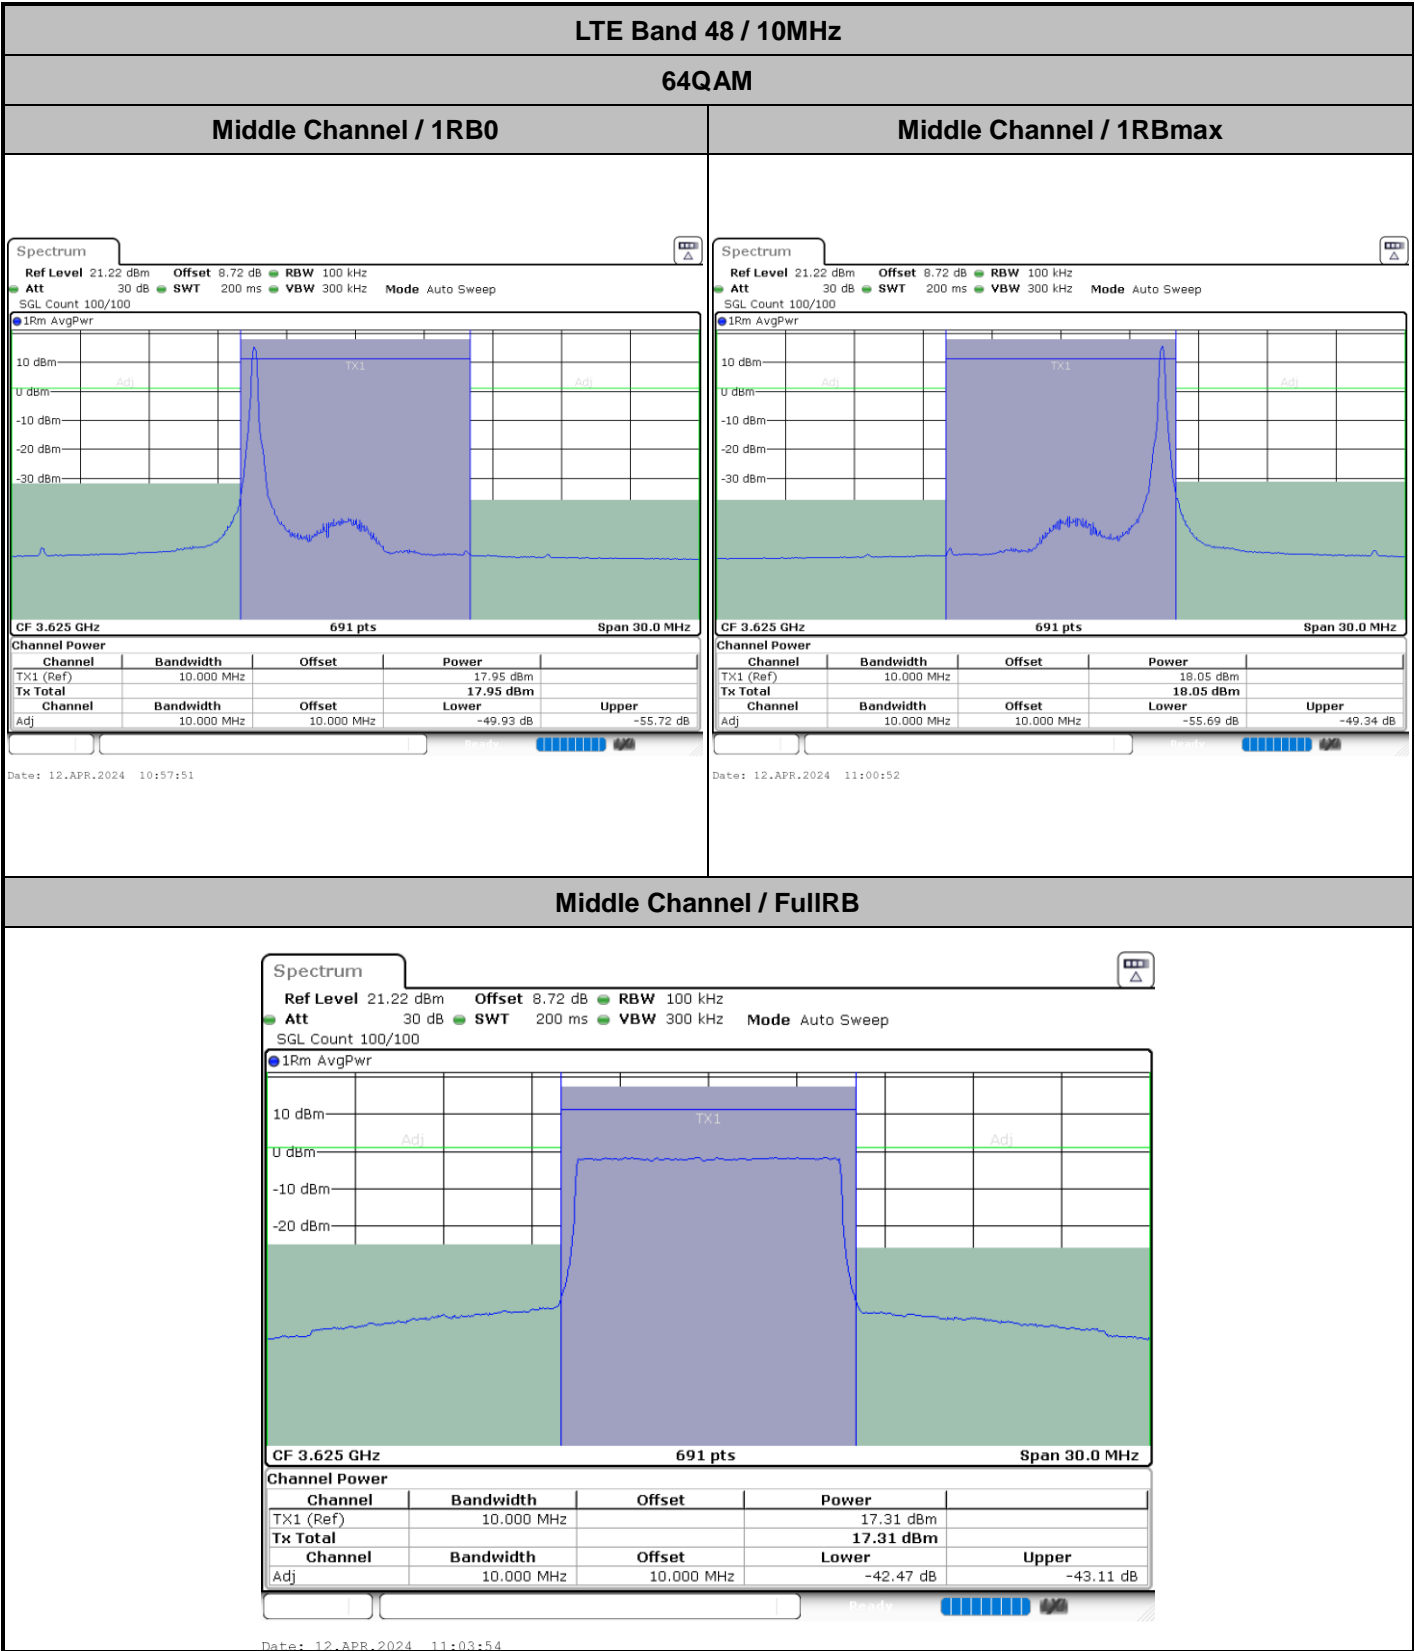 LTE Band 48 / 10MHz
64QAM
Middle Channel / 1RB0
Middle Channel / 1RBmax
Spectrum
Ref Level 21.22 dBm Offset 8.72 dB RBW 100 kHz
Att 30 dB SWT 200 ms VBW 300 kHz Mode Auto Sweep
SGL Count 100/100
1Rm AvgPwr
10 dBm
TX1
Adj
Adj
0 dBm
-10 dBm
-20 dBm
-30 dBm
CF 3.625 GHz 691 pts Span 30.0 MHz
Channel Power
Channel Bandwidth Offset Power
TX1 (Ref) 10.000 MHz 17.95 dBm
Tx Total 17.95 dBm
Channel Bandwidth Offset Lower Upper
Adj 10.000 MHz 10.000 MHz -49.93 dB -55.72 dB
Ready
Date: 12.APR.2024 10:57:51
Spectrum
Ref Level 21.22 dBm Offset 8.72 dB RBW 100 kHz
Att 30 dB SWT 200 ms VBW 300 kHz Mode Auto Sweep
SGL Count 100/100
1Rm AvgPwr
10 dBm
TX1
Adj
Adj
0 dBm
-10 dBm
-20 dBm
-30 dBm
CF 3.625 GHz 691 pts Span 30.0 MHz
Channel Power
Channel Bandwidth Offset Power
TX1 (Ref) 10.000 MHz 18.05 dBm
Tx Total 18.05 dBm
Channel Bandwidth Offset Lower Upper
Adj 10.000 MHz 10.000 MHz -55.69 dB -49.34 dB
Ready
Date: 12.APR.2024 11:00:52
Middle Channel / FullRB
Spectrum
Ref Level 21.22 dBm Offset 8.72 dB RBW 100 kHz
Att 30 dB SWT 200 ms VBW 300 kHz Mode Auto Sweep
SGL Count 100/100
1Rm AvgPwr
10 dBm
TX1
Adj
Adj
0 dBm
-10 dBm
-20 dBm
CF 3.625 GHz 691 pts Span 30.0 MHz
Channel Power
Channel Bandwidth Offset Power
TX1 (Ref) 10.000 MHz 17.31 dBm
Tx Total 17.31 dBm
Channel Bandwidth Offset Lower Upper
Adj 10.000 MHz 10.000 MHz -42.47 dB -43.11 dB
Ready
Date: 12.APR.2024 11:03:54